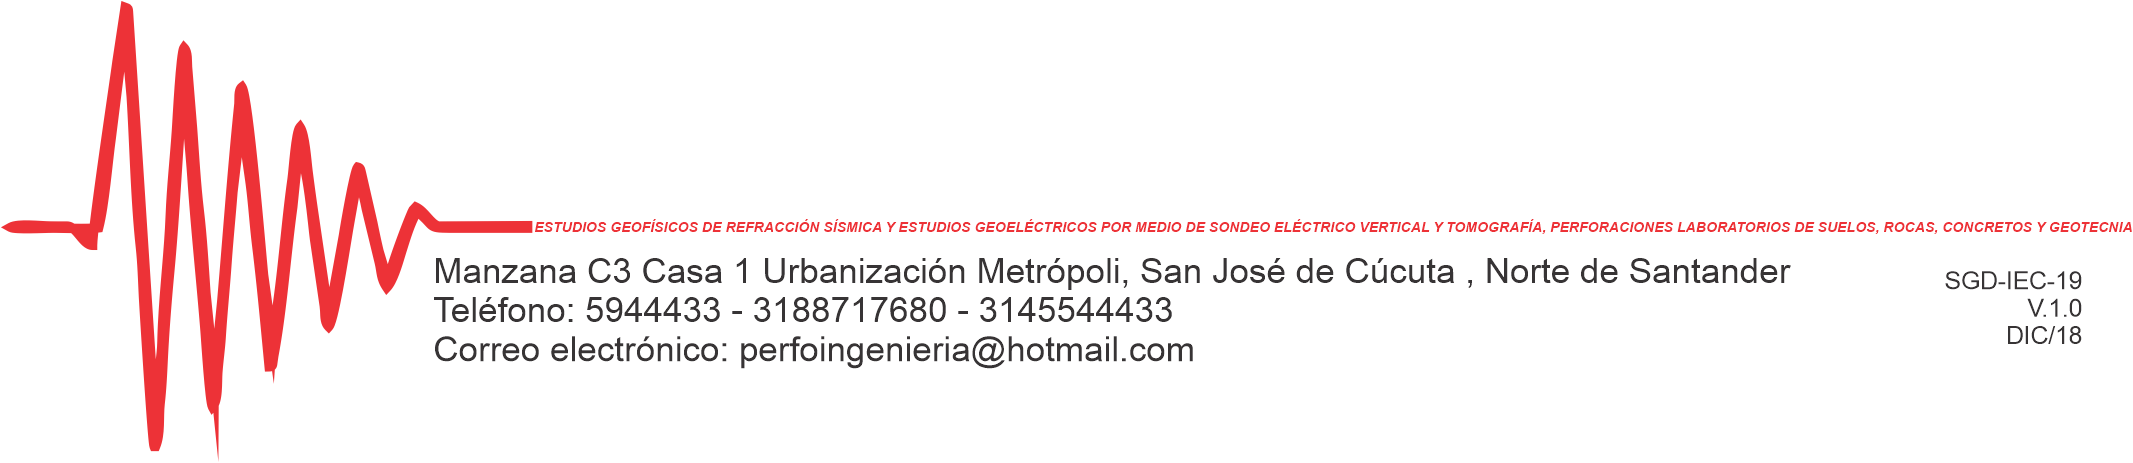 ESTUDIOS GEOFÍSICOS DE REFRACCIÓN SÍSMICA Y ESTUDIOS GEOELÉCTRICOS POR MEDIO DE SONDEO ELÉCTRICO VERTICAL Y TOMOGRAFÍA, PERFORACIONES LABORATORIOS DE SUELOS, ROCAS, CONCRETOS Y GEOTECNIA
Manzana C3 Casa 1 Urbanización Metrópoli, San José de Cúcuta , Norte de Santander
Teléfono: 5944433 - 3188717680 - 3145544433
Correo electrónico: perfoingenieria@hotmail.com
SGD-IEC-19
V.1.0
DIC/18